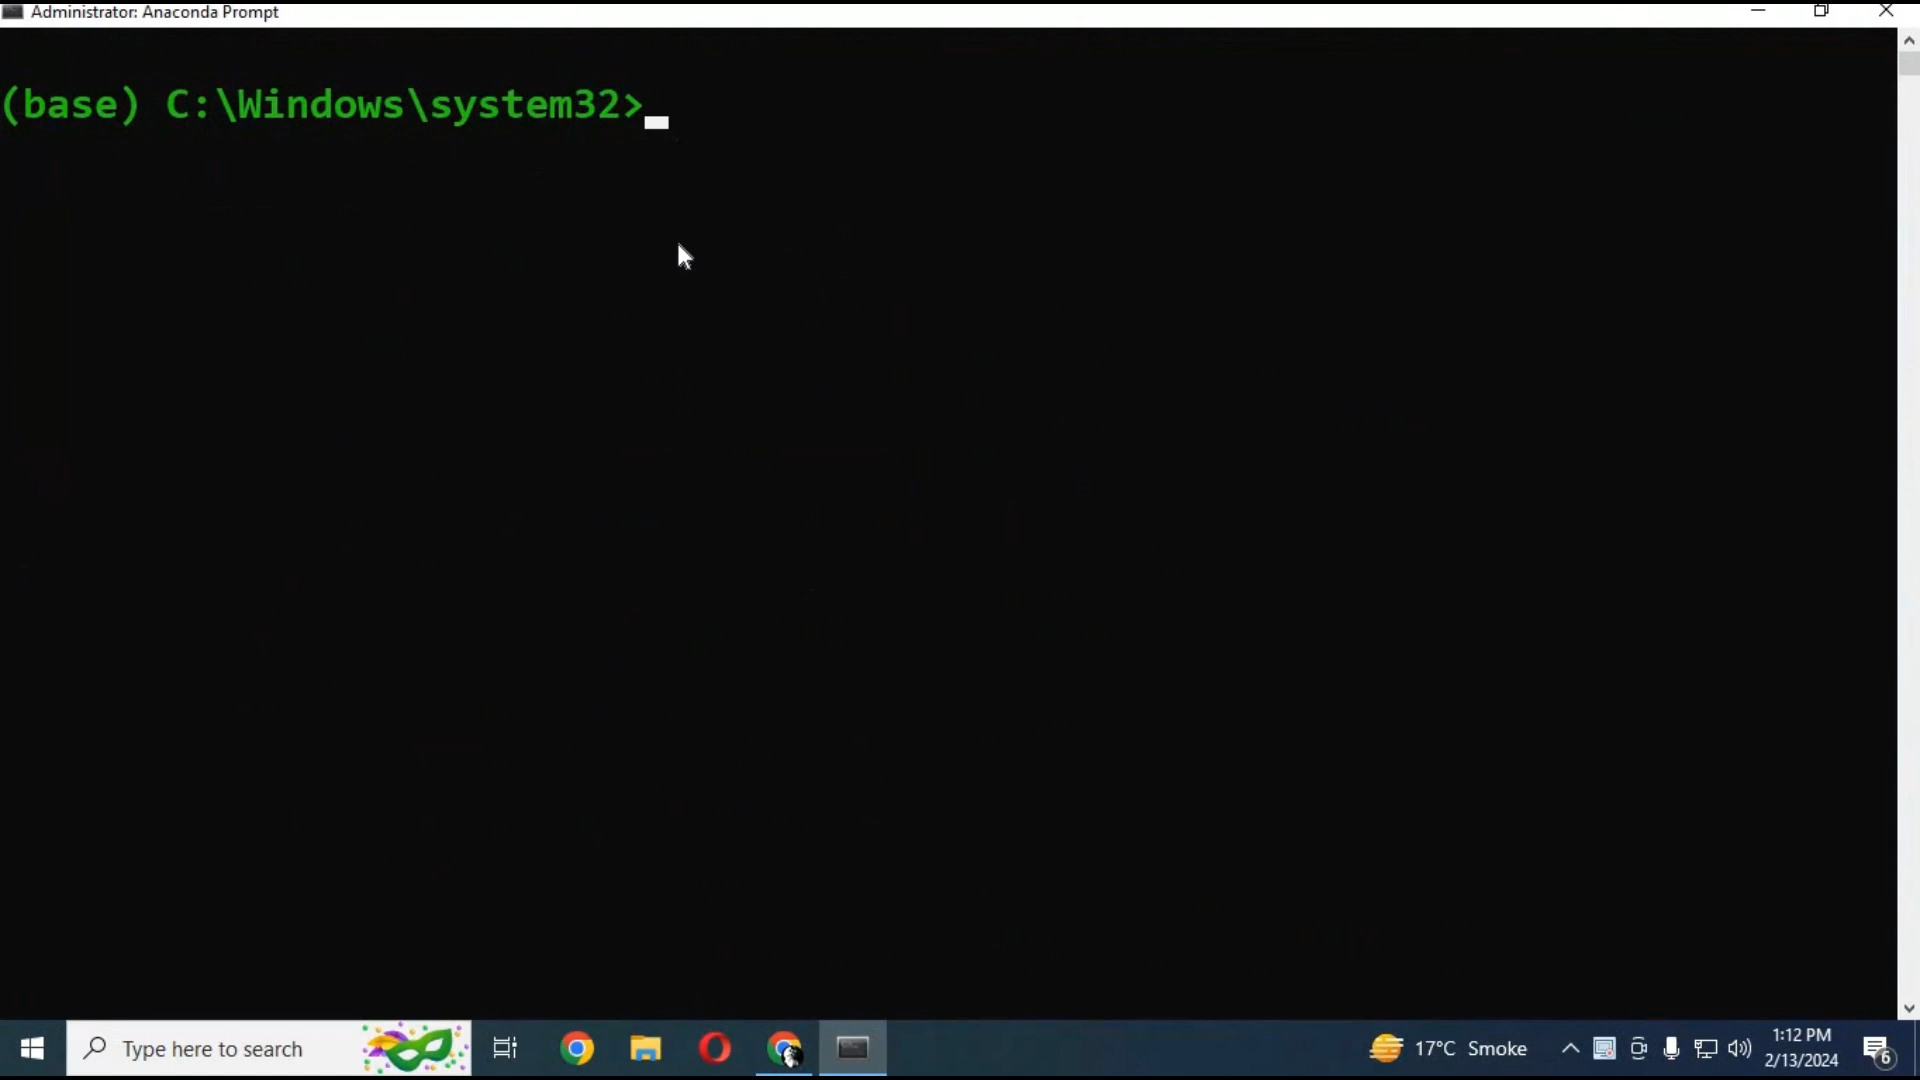 Administrator: Anaconda Prompt
(base) C:\Windows\system32>
Type here to search
17°C Smoke
1:12 PM
2/13/2024
6